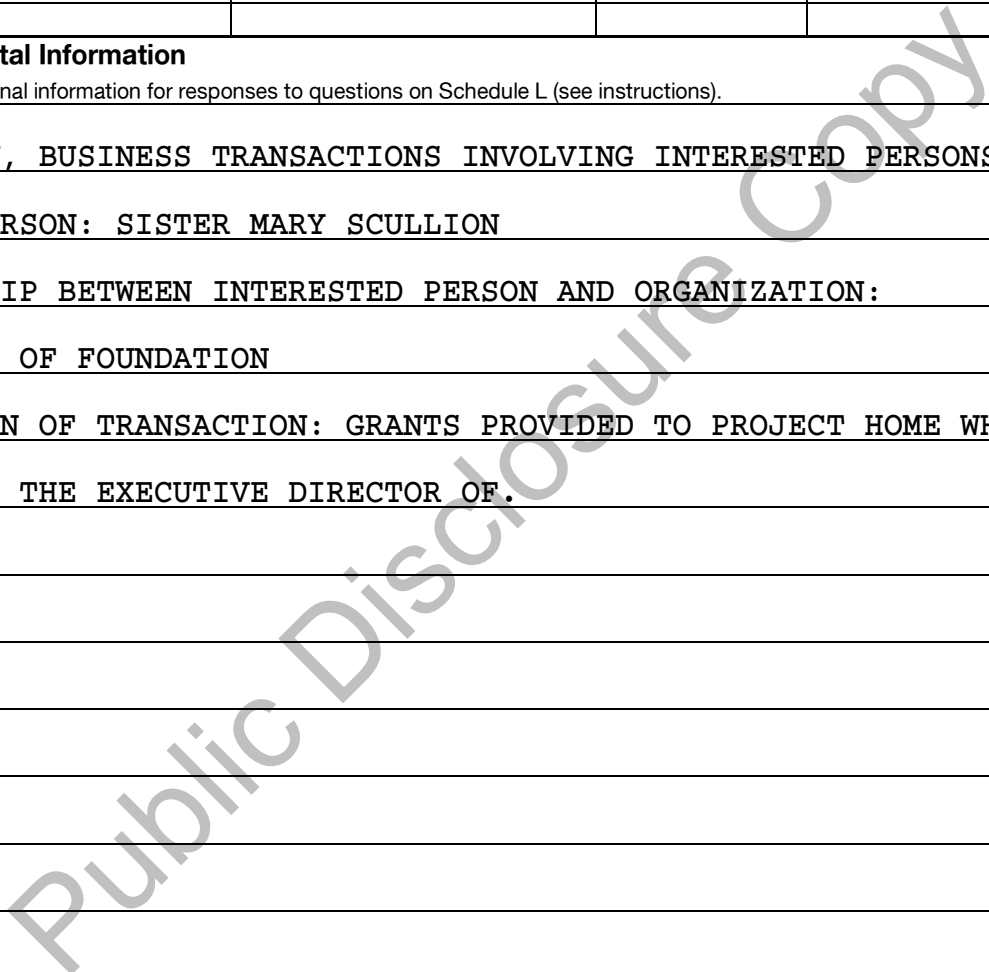 tal Information
nal information for responses to questions on Schedule L (see instructions).
, BUSINESS TRANSACTIONS INVOLVING INTERESTED PERSONS
RSON: SISTER MARY SCULLION
IP BETWEEN INTERESTED PERSON AND ORGANIZATION:
OF FOUNDATION
N OF TRANSACTION: GRANTS PROVIDED TO PROJECT HOME WH
THE EXECUTIVE DIRECTOR OF.
Public Disclosure Copy